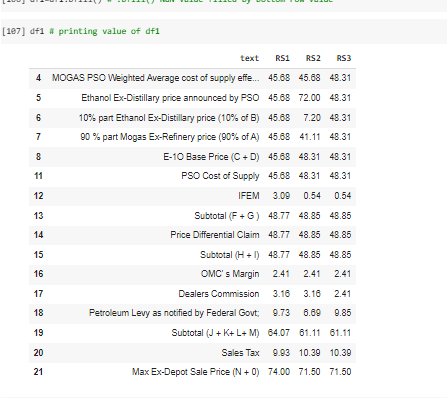 [107] df1 # printing value of df1
text RS1 RS2 RS3
4 MOGAS PSO Weighted Average cost of supply effe... 45.68 45.68 48.31
5 Ethanol Ex-Distillary price announced by PSO 45.68 72.00 48.31
6 10% part Ethanol Ex-Distillary price (10% of B) 45.68 7.20 48.31
7 90 % part Mogas Ex-Refinery price (90% of A) 45.68 41.11 48.31
8 E-10 Base Price (C + D) 45.68 48.31 48.31
11 PSO Cost of Supply 45.68 48.31 48.31
12 IFEM 3.09 0.54 0.54
13 Subtotal (F + G ) 48.77 48.85 48.85
14 Price Differential Claim 48.77 48.85 48.85
15 Subtotal (H + I) 48.77 48.85 48.85
16 OMC' s Margin 2.41 2.41 2.41
17 Dealers Commission 3.16 3.16 2.41
18 Petroleum Levy as notified by Federal Govt; 9.73 6.69 9.85
19 Subtotal (J + K+ L+ M) 64.07 61.11 61.11
20 Sales Tax 9.93 10.39 10.39
21 Max Ex-Depot Sale Price (N + 0) 74.00 71.50 71.50